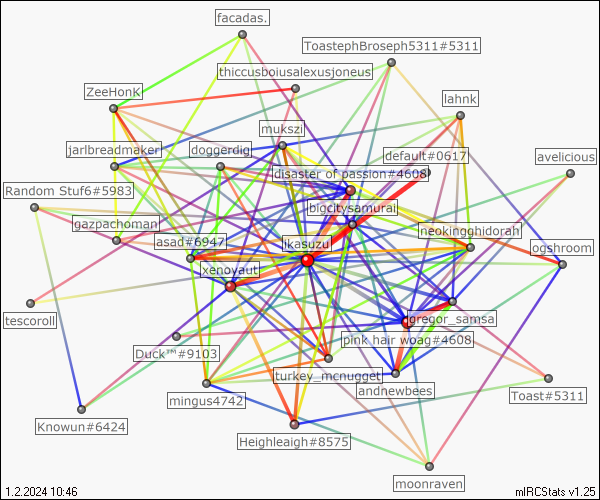 facadas.
ToastephBroseph5311#5311
thiccusboiusalexusjoneus
ZeeHonK
lahnk
mukszi
jarlbreadmaker
doggerdig
default#0617
avelicious
disaster of passion#4608
Random Stuf6#5983
bigcitysamurai
gazpachoman
neokingghidorah
asad#6947
jkasuzu
ogshroom
xenoyaut
tescoroll
gregor_samsa
pink hair woag#4608
Duck™#9103
turkey_mcnugget
andnewbees
Toast#5311
mingus4742
Knowun#6424
Heighleaigh#8575
moonraven
1.2.2024 10:46
mIRCStats v1.25